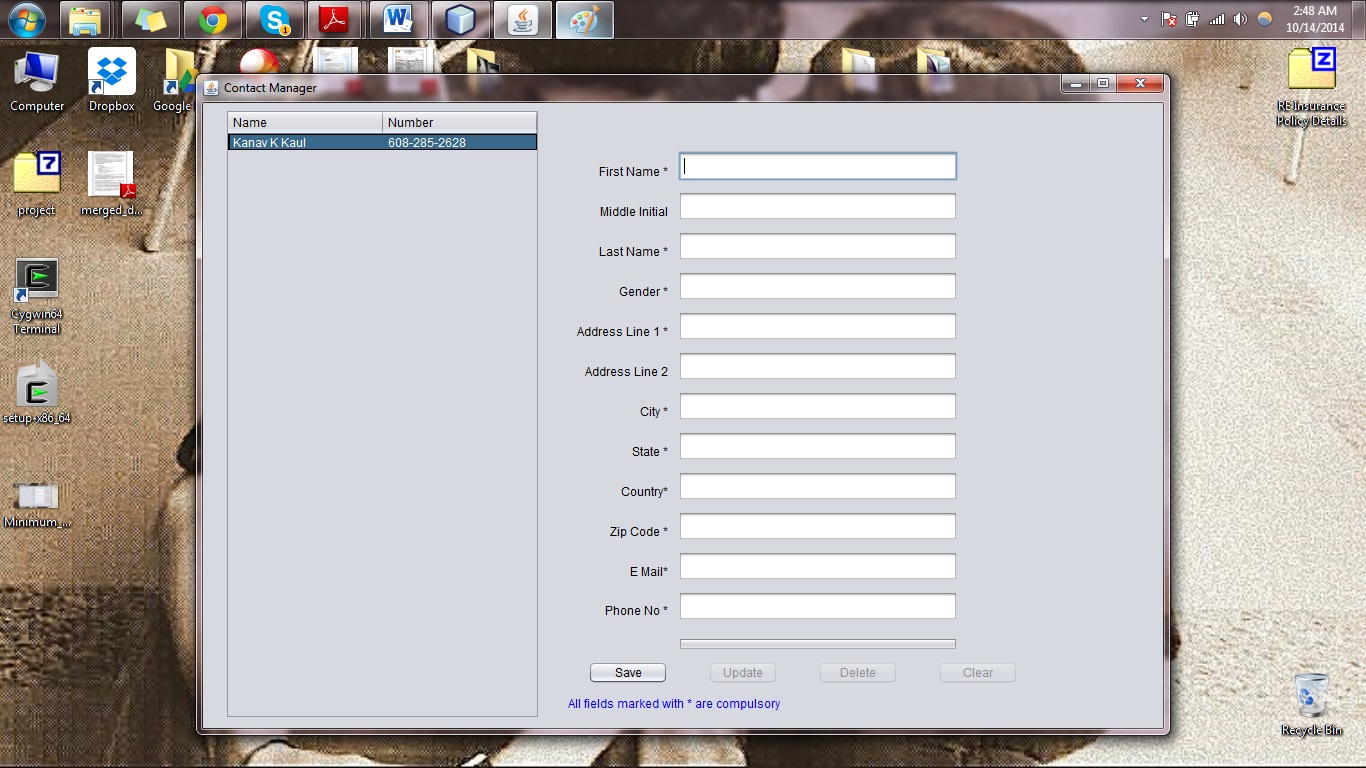 2:48 AM
10/14/2014
Computer
Dropbox
Google
RE Insurance
Policy Details
project
merged_d...
Cygwin64
Terminal
setup-x86_64
Minimum_...
Recycle Bin
Contact Manager
Name Number
Kanav K Kaul 608-285-2628
First Name *
Middle Initial
Last Name *
Gender *
Address Line 1 *
Address Line 2
City *
State *
Country*
Zip Code *
E Mail*
Phone No *
Save Update Delete Clear
All fields marked with * are compulsory